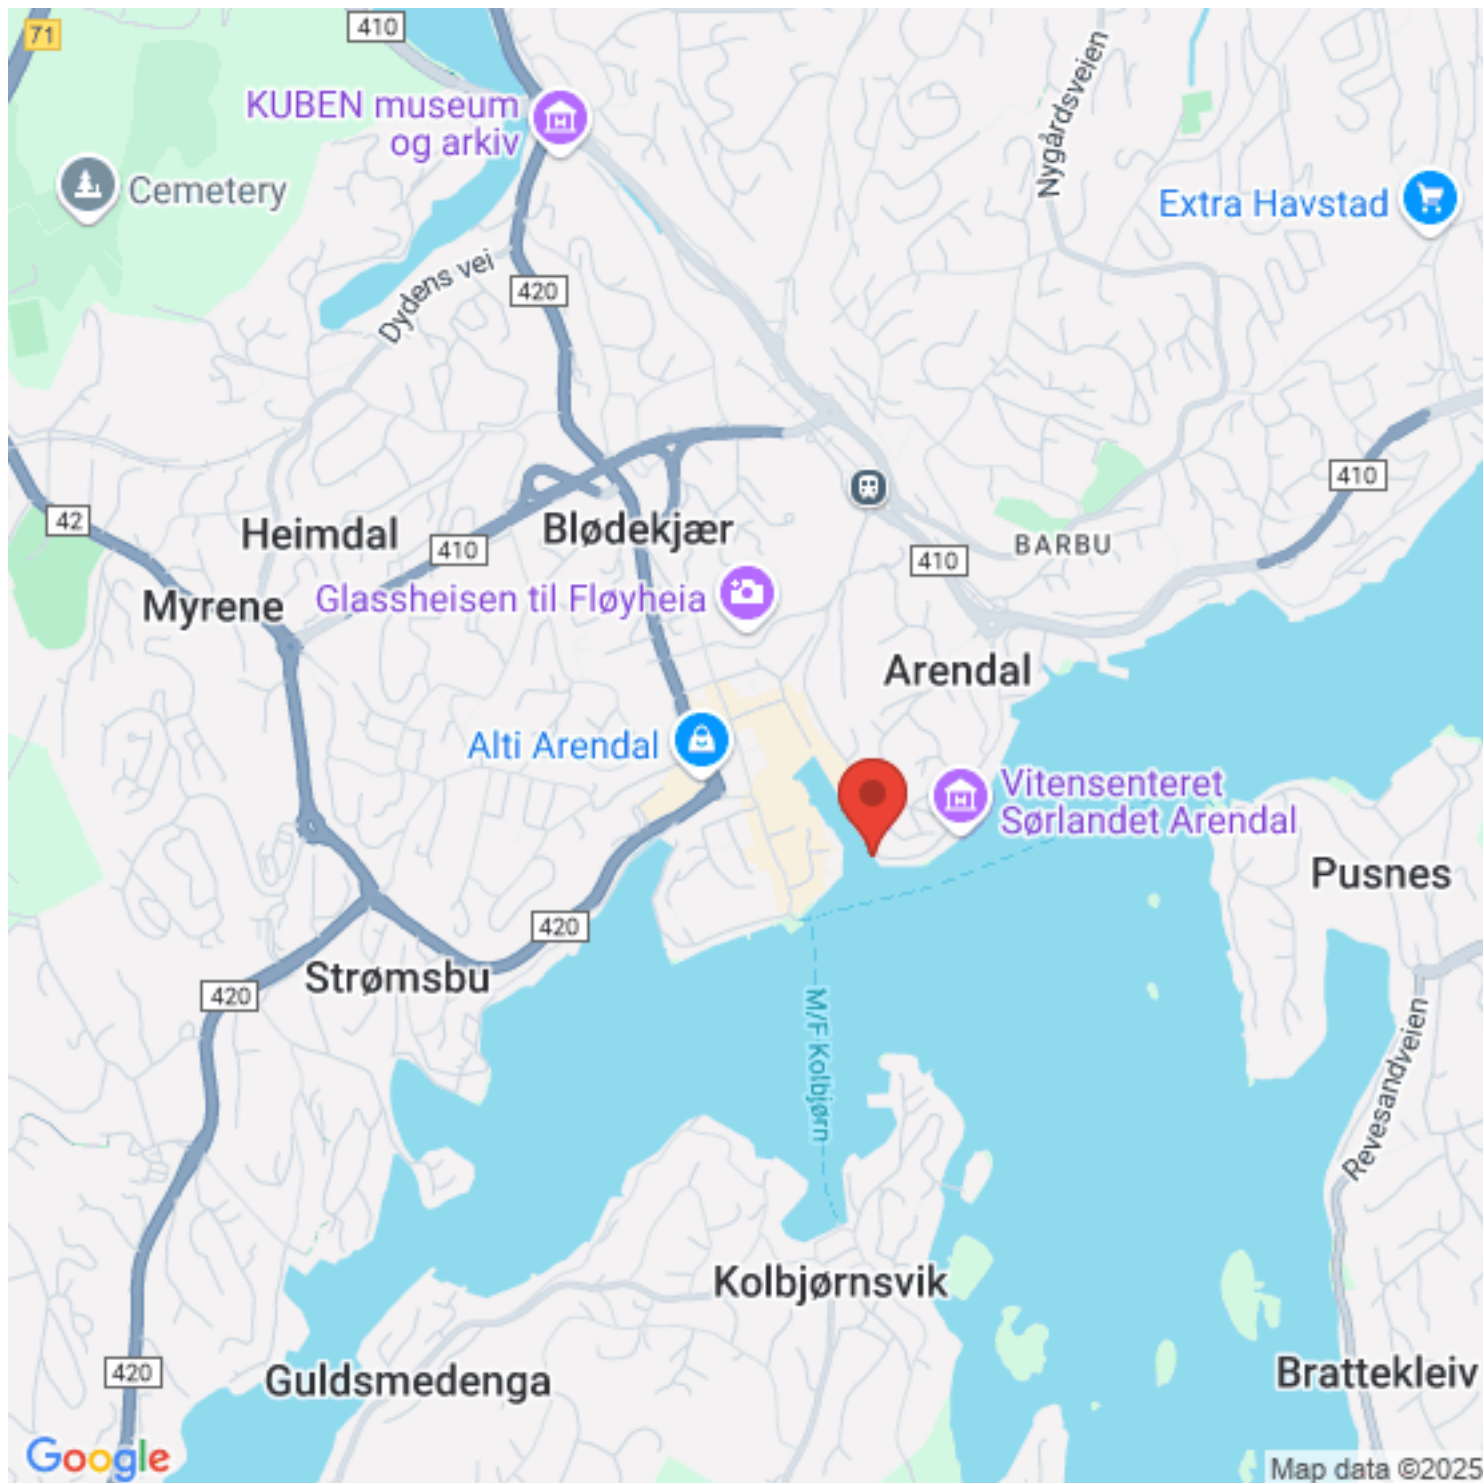 71
410
KUBEN museum
og arkiv
Cemetery
Nygårdsveien
Extra Havstad
Dydens vei
420
410
42
Heimdal
410
Blødekjær
410
BARBU
Myrene
Glassheisen til Fløyheia
Arendal
Alti Arendal
Vitensenteret
Sørlandet Arendal
Pusnes
420
Strømsbu
420
M/F Kolbjørn
Revesandveien
Kolbjørnsvik
420
Guldsmedenga
Brattekleiv
Google
Map data ©2025